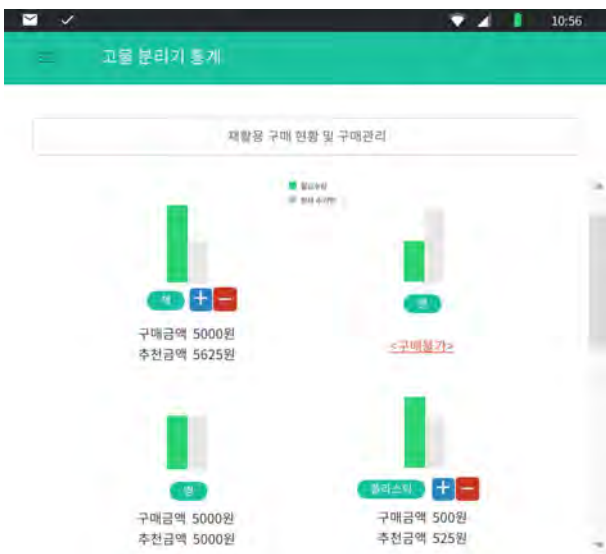 10:56
고물 분리기 통계
재활용 구매 현황 및 구매관리
구매금액 5000원
추천금액 5625원
<구매불가>
플라스틱 + −
구매금액 5000원
추천금액 5000원
구매금액 500원
추천금액 525원